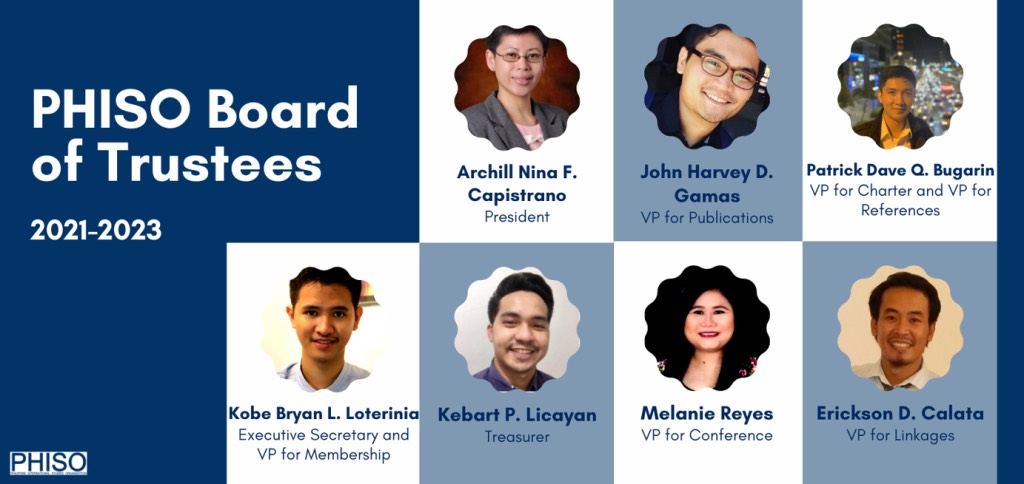 PHISO Board
of Trustees
2021-2023
Archill Nina F.
Capistrano
President
John Harvey D.
Gamas
VP for Publications
Patrick Dave Q. Bugarin
VP for Charter and VP for
References
Kobe Bryan L. Loterinia
Executive Secretary and
VP for Membership
Kebart P. Licayan
Treasurer
Melanie Reyes
VP for Conference
Erickson D. Calata
VP for Linkages
PHISO